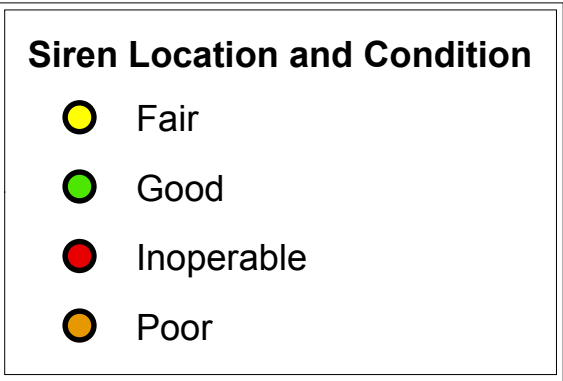 Siren Location and Condition
Fair
Good
Inoperable
Poor